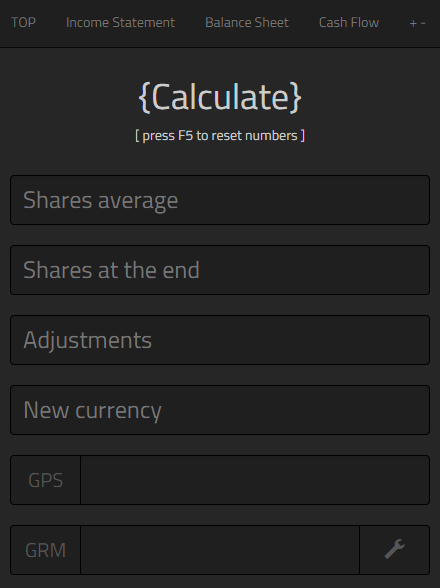 TOP Income Statement Balance Sheet Cash Flow + -
{Calculate}
[ press F5 to reset numbers ]
Shares average
Shares at the end
Adjustments
New currency
GPS
GRM